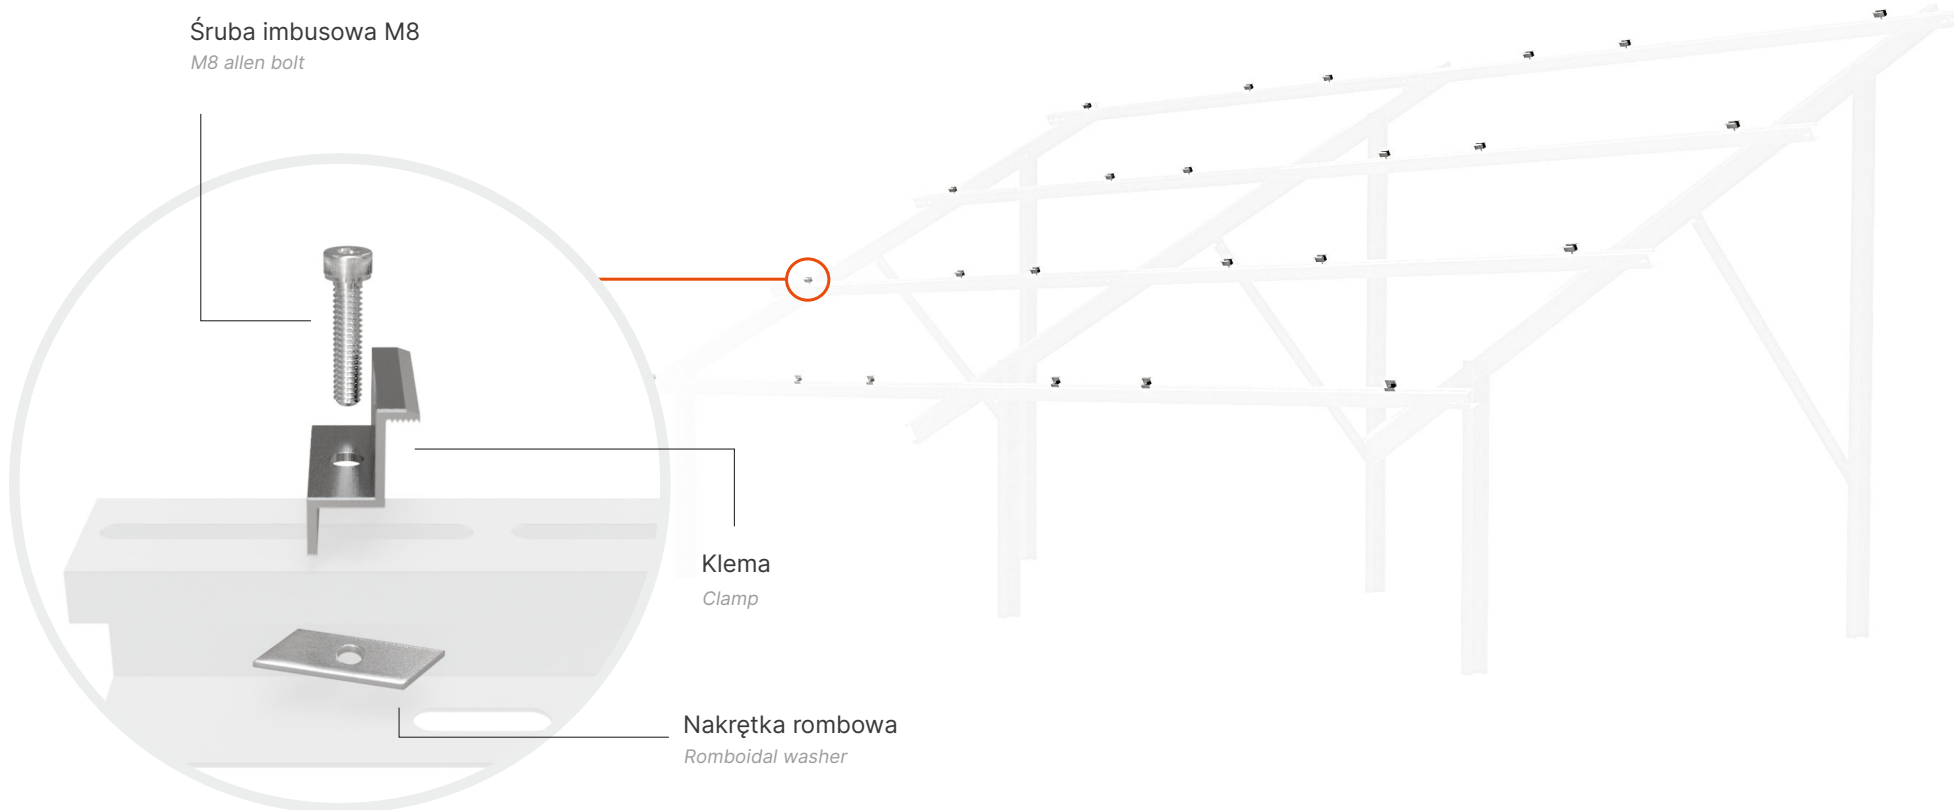 Śruba imbusowa M8
M8 allen bolt
Klema
Clamp
Nakrętka rombowa
Romboidal washer